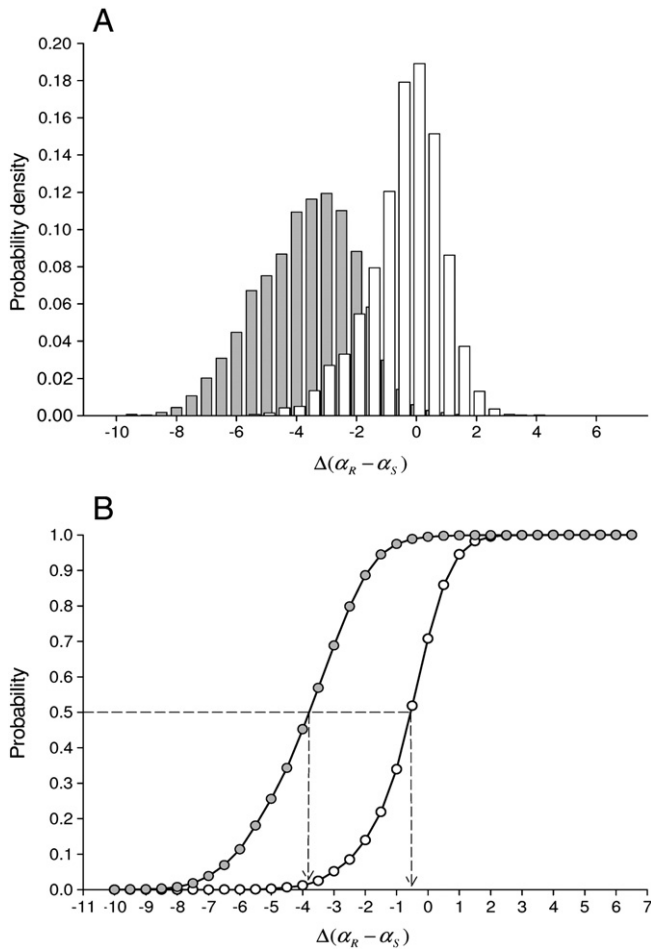 A
0.20
0.18
0.16
0.14
0.12
0.10
0.08
0.06
0.04
0.02
0.00
Probability density
-10 -8 -6 -4 -2 0 2 4 6
Δ(α_R − α_S)
B
1.0
0.9
0.8
0.7
0.6
0.5
0.4
0.3
0.2
0.1
0.0
Probability
-11 -10 -9 -8 -7 -6 -5 -4 -3 -2 -1 0 1 2 3 4 5 6 7
Δ(α_R − α_S)